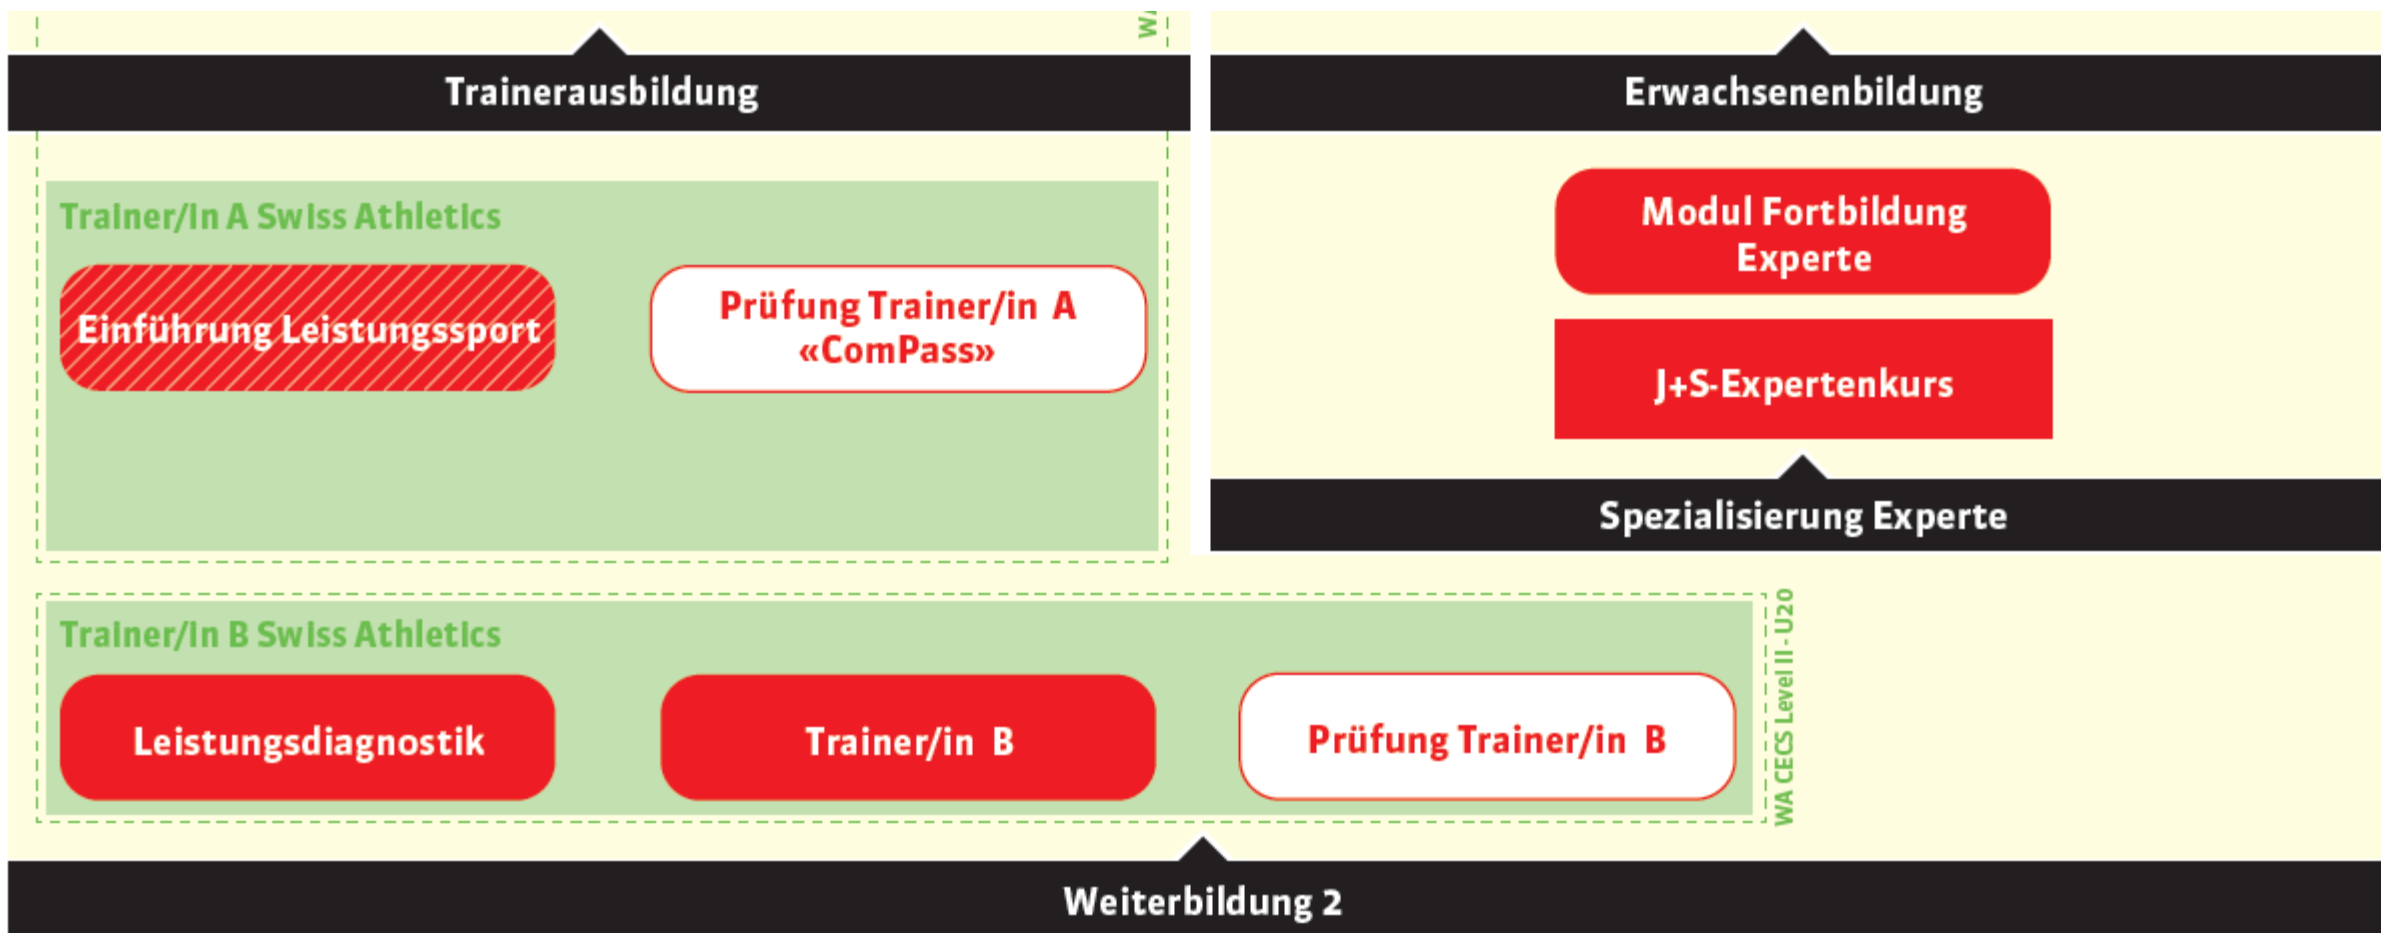 WA
Trainerausbildung
Erwachsenenbildung
Trainer/in A Swiss Athletics
Einführung Leistungssport
Prüfung Trainer/in A
«ComPass»
Modul Fortbildung
Experte
J+S-Expertenkurs
Spezialisierung Experte
Trainer/in B Swiss Athletics
Leistungsdiagnostik
Trainer/in B
Prüfung Trainer/in B
WA CECS Level II - U20
Weiterbildung 2